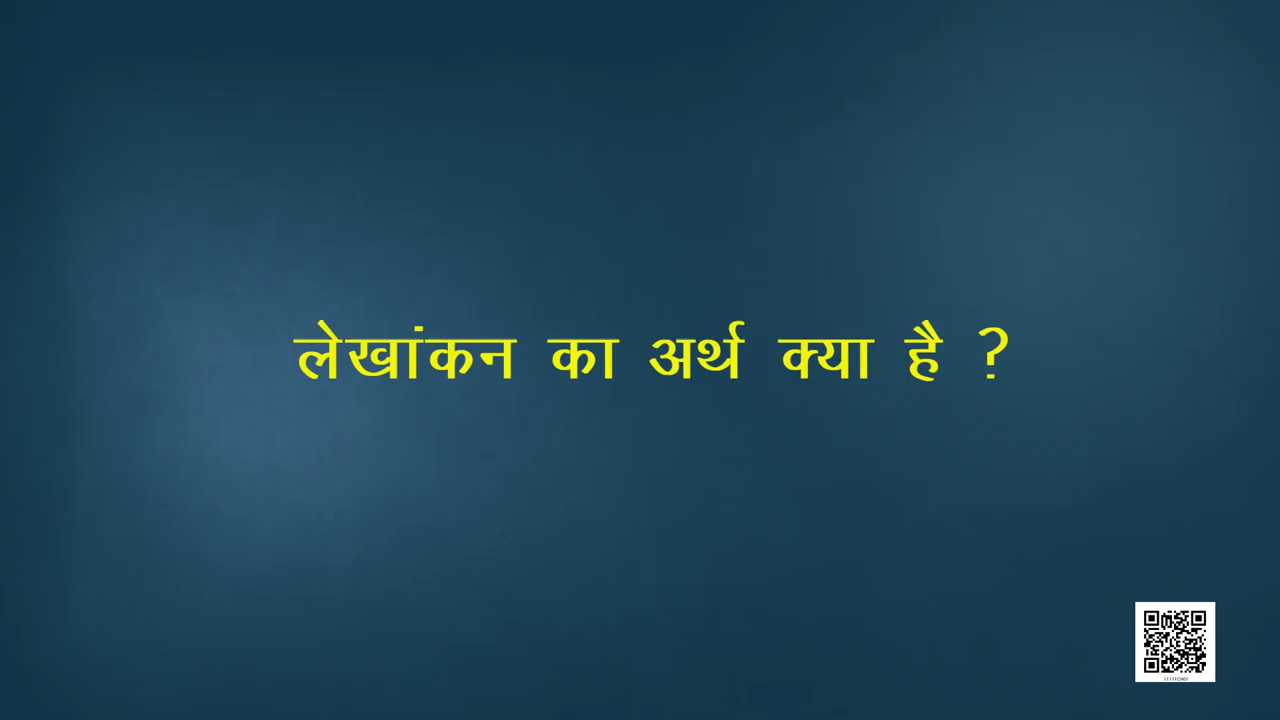 लेखांकन का अर्थ क्या है ?